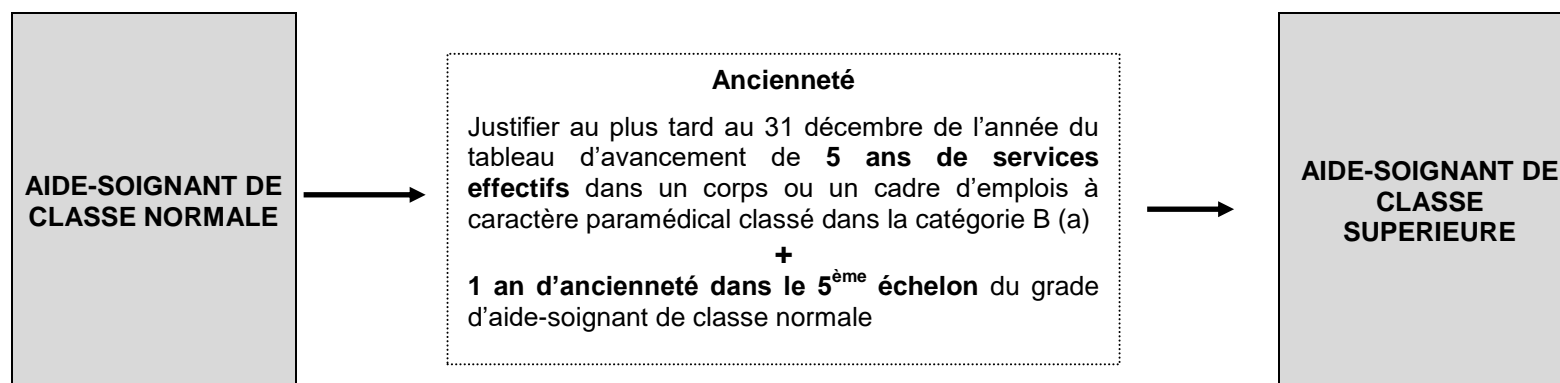 AIDE-SOIGNANT DE
CLASSE NORMALE
Ancienneté
Justifier au plus tard au 31 décembre de l’année du
tableau d’avancement de 5 ans de services
effectifs dans un corps ou un cadre d’emplois à
caractère paramédical classé dans la catégorie B (a)
+
1 an d’ancienneté dans le 5ème échelon du grade
d’aide-soignant de classe normale
AIDE-SOIGNANT DE
CLASSE
SUPERIEURE